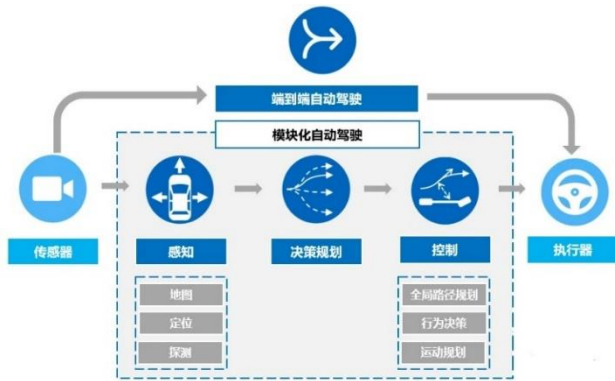 端到端自动驾驶
模块化自动驾驶
传感器
感知
决策规划
控制
执行器
地图
定位
探测
全局路径规划
行为决策
运动规划